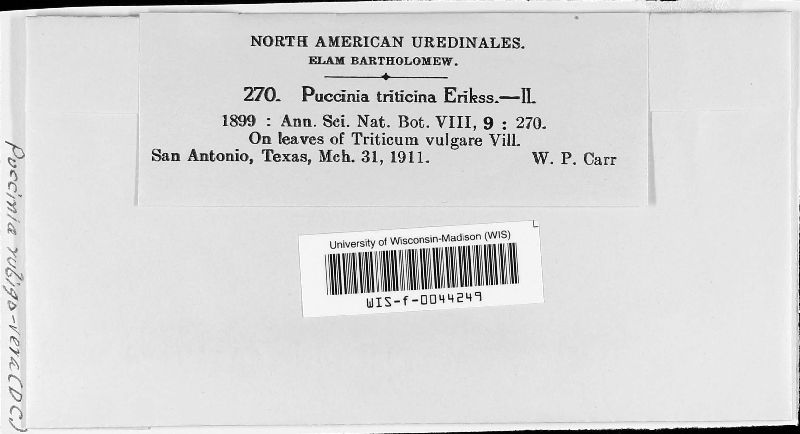 NORTH AMERICAN UREDINALES.
ELAM BARTHOLOMEW.
270. Puccinia triticina Erikss.—II.
1899 : Ann. Sci. Nat. Bot. VIII, 9 : 270.
On leaves of Triticum vulgare Vill.
San Antonio, Texas, Mch. 31, 1911. W. P. Carr
University of Wisconsin-Madison (WIS)
WIS-f-0044249
L
Puccinia rubigo-vera (DC)